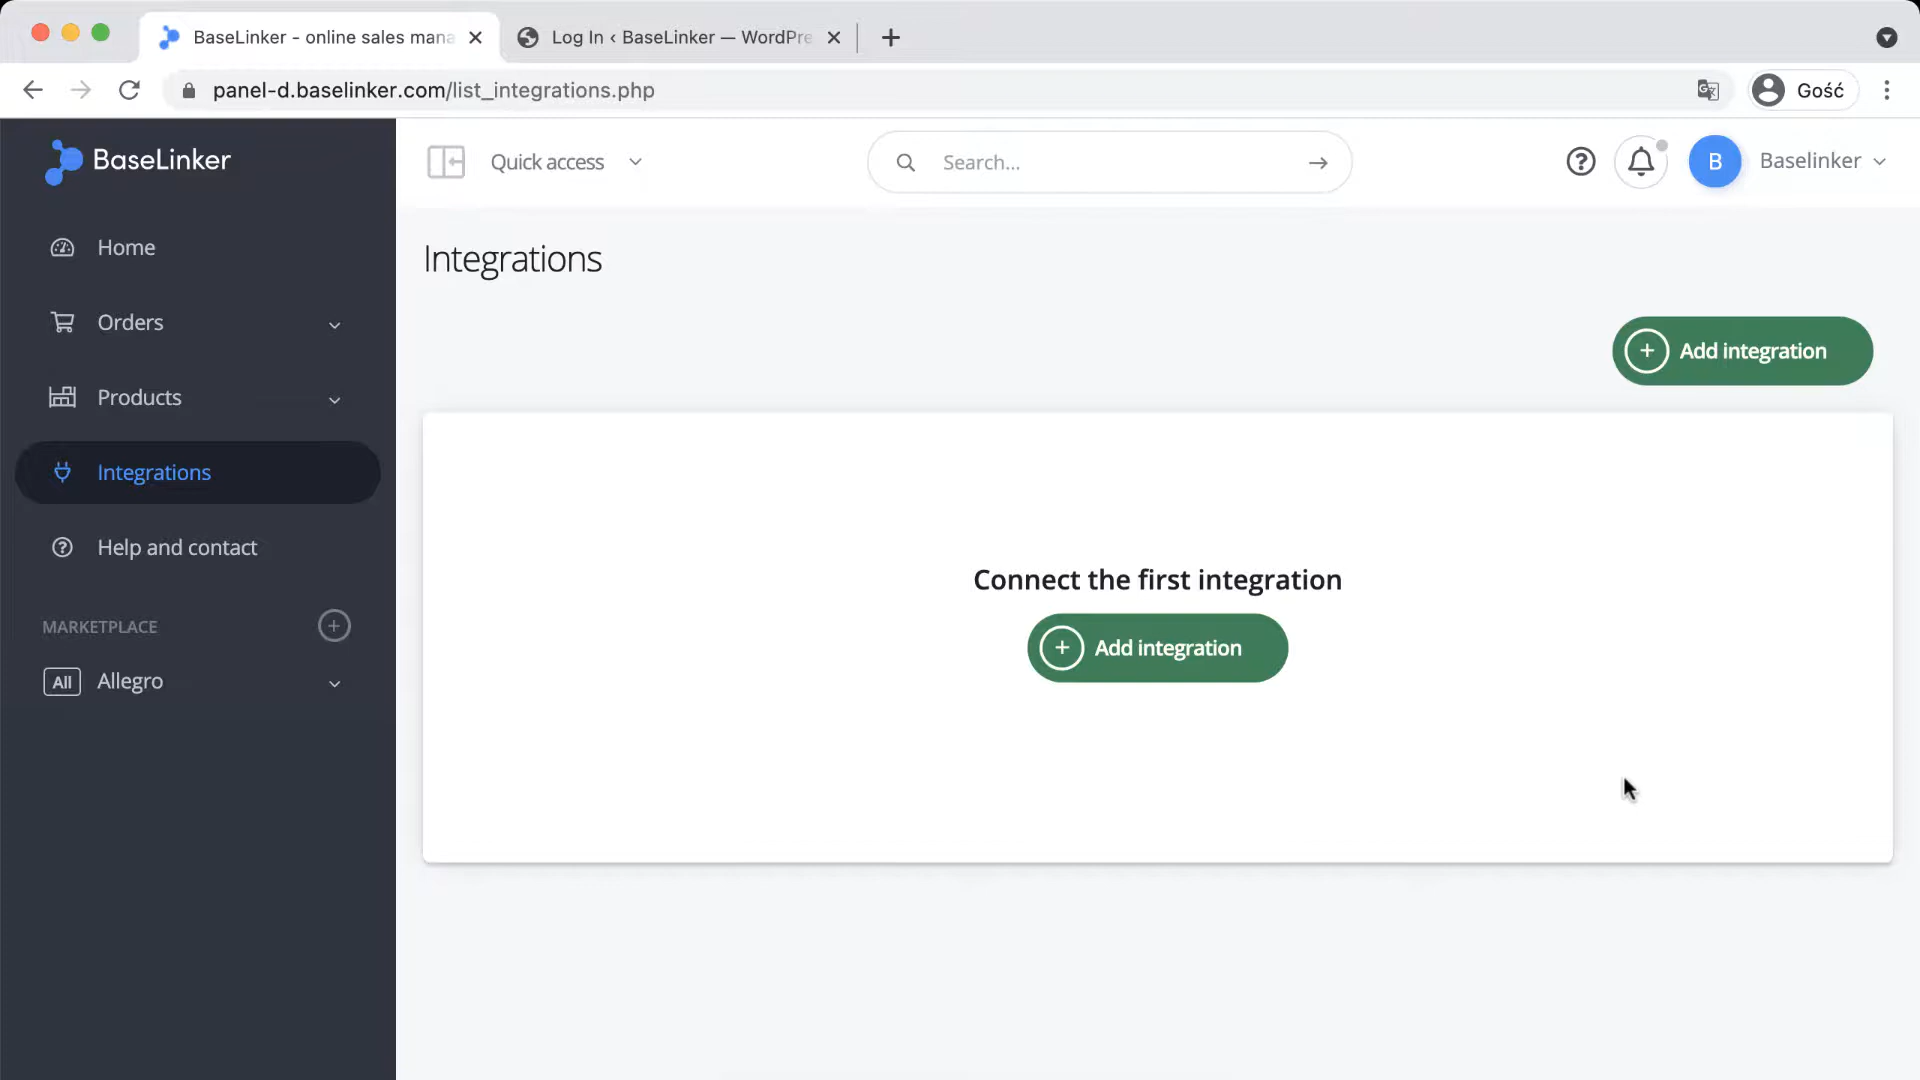 BaseLinker - online sales mana
Log In ‹ BaseLinker — WordPre
panel-d.baselinker.com/list_integrations.php
Gość
BaseLinker
Quick access
Search...
B
Baselinker
Home
Orders
Products
Integrations
Help and contact
MARKETPLACE
All Allegro
Integrations
Add integration
Connect the first integration
Add integration